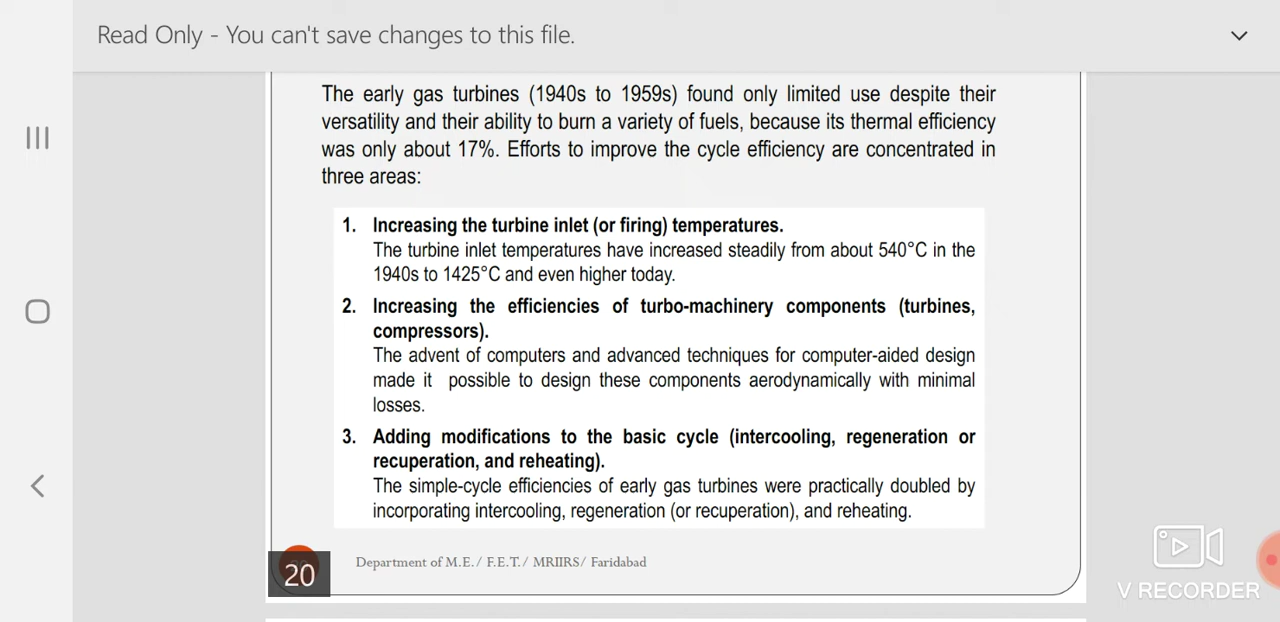 Read Only - You can't save changes to this file.
The early gas turbines (1940s to 1959s) found only limited use despite their
versatility and their ability to burn a variety of fuels, because its thermal efficiency
was only about 17%. Efforts to improve the cycle efficiency are concentrated in
three areas:
1. Increasing the turbine inlet (or firing) temperatures.
The turbine inlet temperatures have increased steadily from about 540°C in the
1940s to 1425°C and even higher today.
2. Increasing the efficiencies of turbo-machinery components (turbines,
compressors).
The advent of computers and advanced techniques for computer-aided design
made it possible to design these components aerodynamically with minimal
losses.
3. Adding modifications to the basic cycle (intercooling, regeneration or
recuperation, and reheating).
The simple-cycle efficiencies of early gas turbines were practically doubled by
incorporating intercooling, regeneration (or recuperation), and reheating.
20
Department of M.E./ F.E.T./ MRIIRS/ Faridabad
V RECORDER